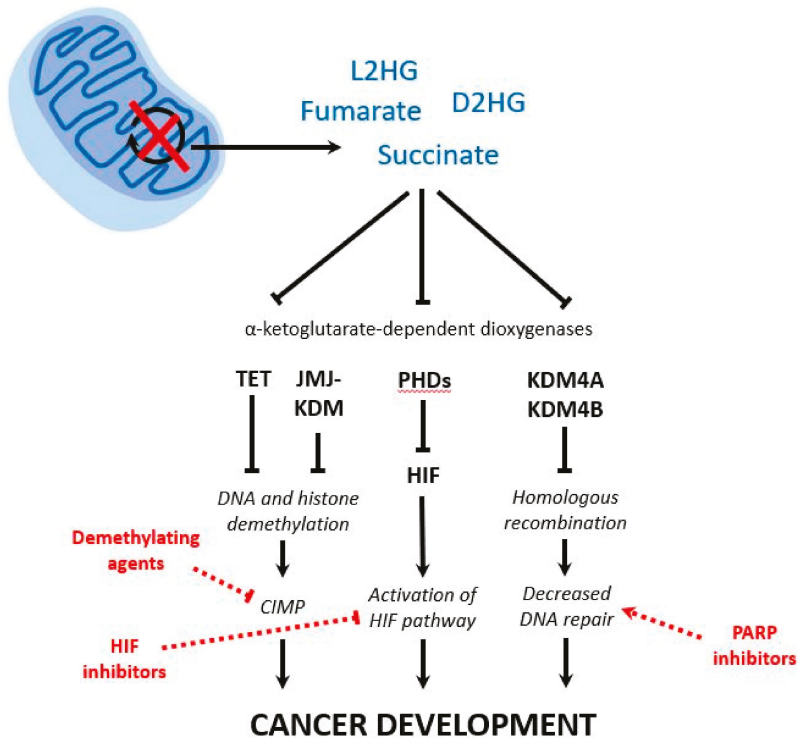 L2HG
Fumarate
D2HG
Succinate
α-ketoglutarate-dependent dioxygenases
TET
JMJ-
KDM
PHDs
KDM4A
KDM4B
HIF
DNA and histone
demethylation
Homologous
recombination
Demethylating
agents
CIMP
Activation of
HIF pathway
Decreased
DNA repair
HIF
inhibitors
PARP
inhibitors
CANCER DEVELOPMENT